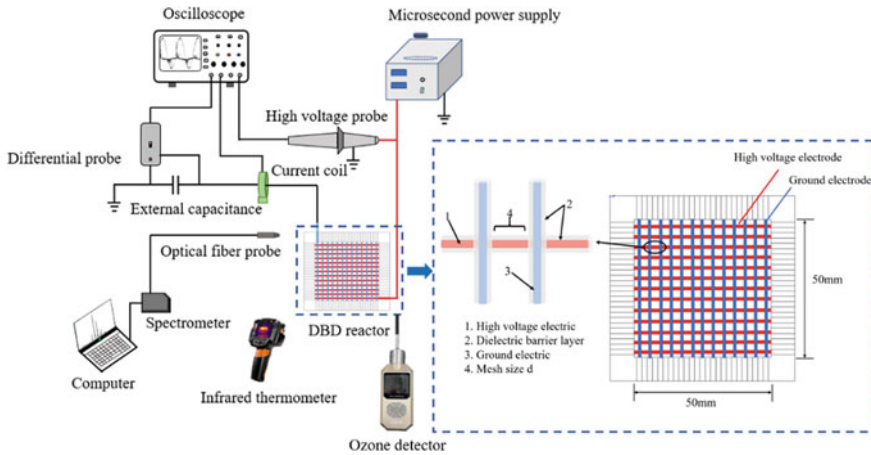 Oscilloscope
Microsecond power supply
High voltage probe
Differential probe
Current coil
External capacitance
Optical fiber probe
Spectrometer
Computer
Infrared thermometer
DBD reactor
Ozone detector
High voltage electrode
Ground electrode
1
4
2
3
1. High voltage electric
2. Dielectric barrier layer
3. Ground electric
4. Mesh size d
50mm
50mm